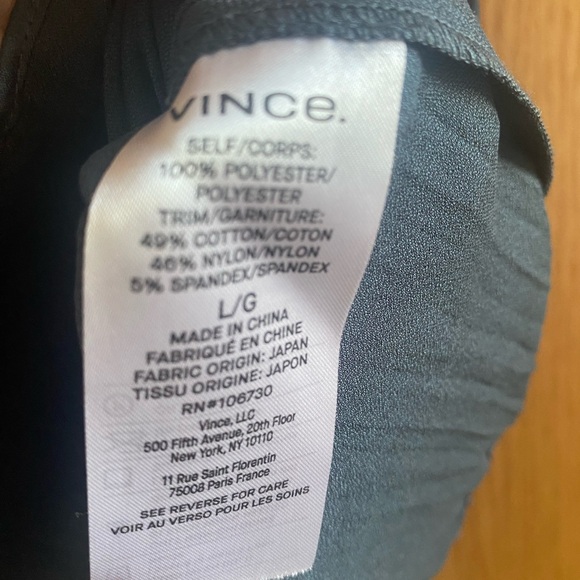 VINCe.
SELF/CORPS:
100% POLYESTER/
POLYESTER
TRIM/GARNITURE:
49% COTTON/COTON
46% NYLON/NYLON
5% SPANDEX/SPANDEX
L/G
MADE IN CHINA
FABRIQUÉ EN CHINE
FABRIC ORIGIN: JAPAN
TISSU ORIGINE: JAPON
RN#106730
Vince, LLC
500 Fifth Avenue, 20th Floor
New York, NY 10110
11 Rue Saint Florentin
75008 Paris France
SEE REVERSE FOR CARE
VOIR AU VERSO POUR LES SOINS